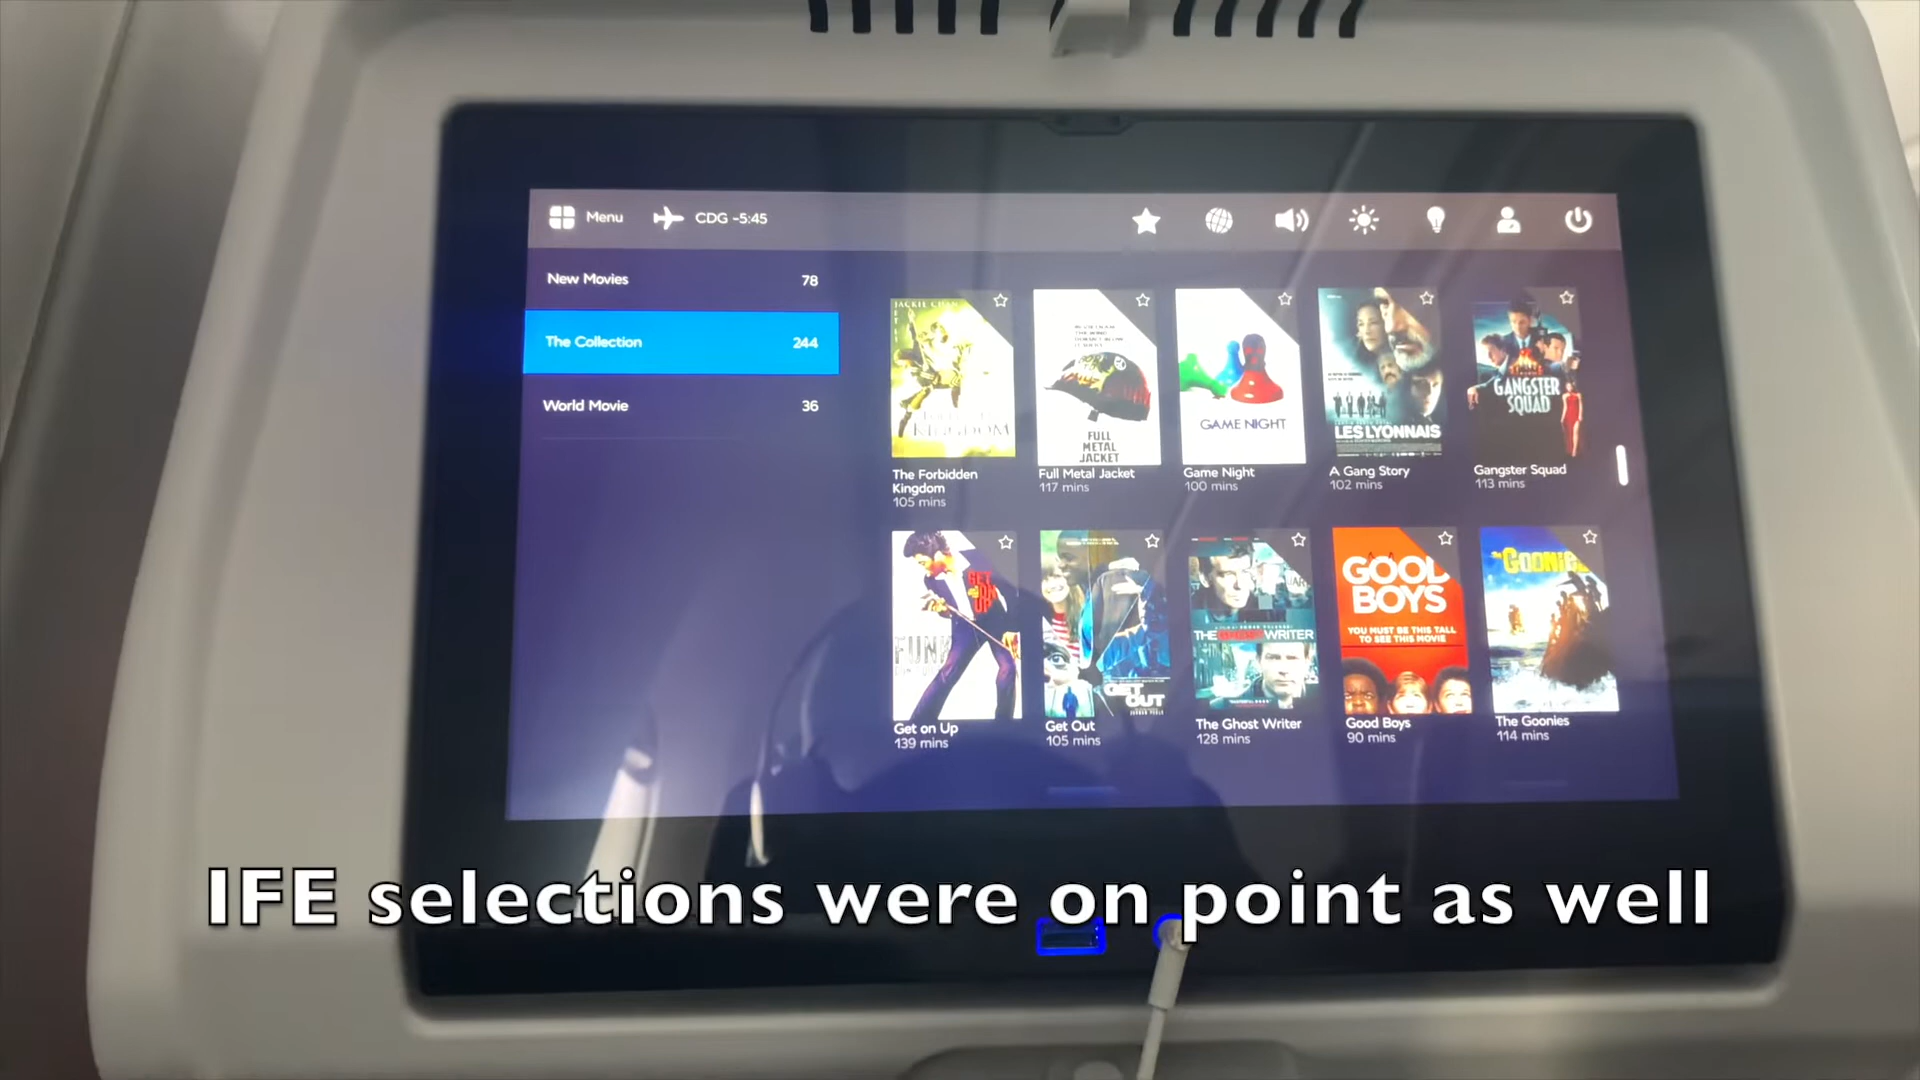 Menu
CDG -5:45
New Movies 78
The Collection 244
World Movie 36
JACKIE CHAN
KINGDOM
FULL
METAL
JACKET
GAME NIGHT
LES LYONNAIS
GANGSTER
SQUAD
The Forbidden
Kingdom
105 mins
Full Metal Jacket
117 mins
Game Night
100 mins
A Gang Story
102 mins
Gangster Squad
113 mins
GET
ON
UP
FUNK
GET
OUT
THE GHOST WRITER
GOOD
BOYS
YOU MUST BE THIS TALL
TO SEE THIS MOVIE
THE GOONIES
Get on Up
139 mins
Get Out
105 mins
The Ghost Writer
128 mins
Good Boys
90 mins
The Goonies
114 mins
IFE selections were on point as well